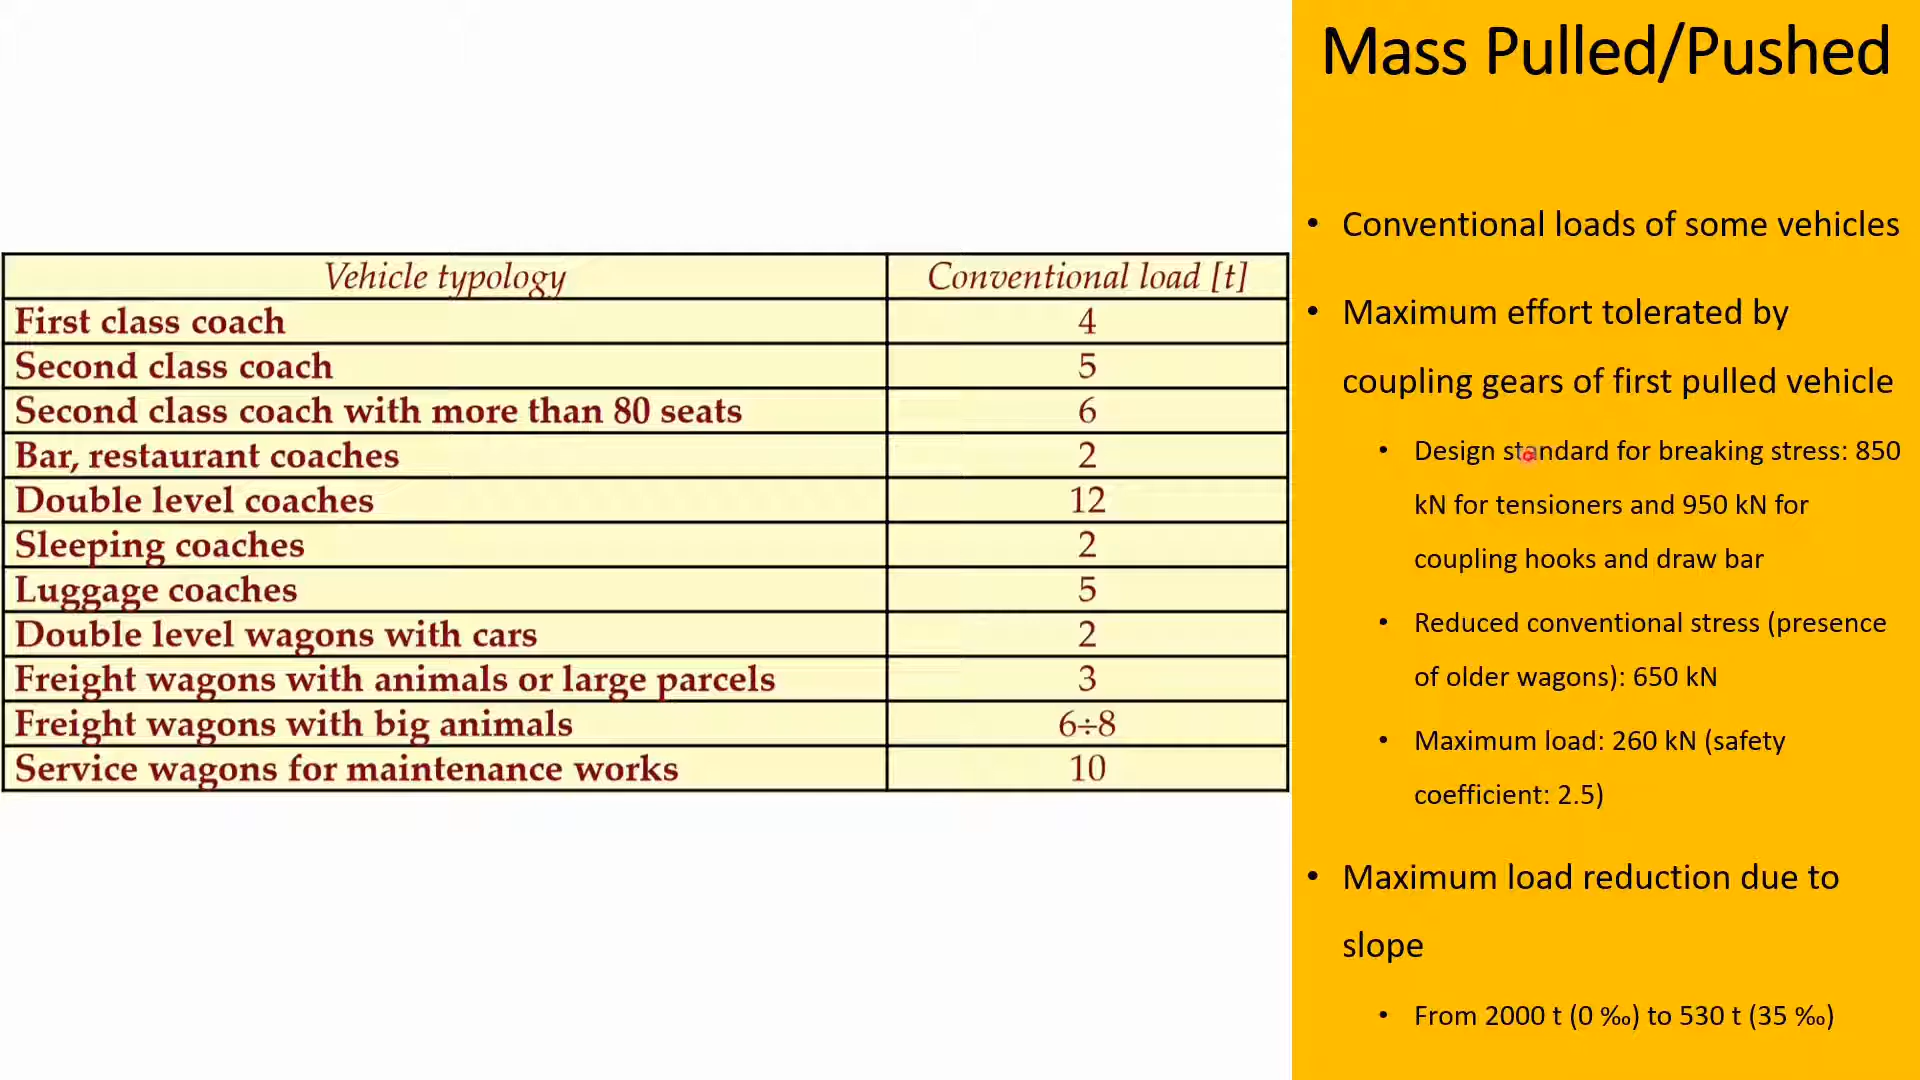 Mass Pulled/Pushed
Vehicle typology Conventional load [t]
First class coach 4
Second class coach 5
Second class coach with more than 80 seats 6
Bar, restaurant coaches 2
Double level coaches 12
Sleeping coaches 2
Luggage coaches 5
Double level wagons with cars 2
Freight wagons with animals or large parcels 3
Freight wagons with big animals 6÷8
Service wagons for maintenance works 10
• Conventional loads of some vehicles
• Maximum effort tolerated by
coupling gears of first pulled vehicle
• Design standard for breaking stress: 850
kN for tensioners and 950 kN for
coupling hooks and draw bar
• Reduced conventional stress (presence
of older wagons): 650 kN
• Maximum load: 260 kN (safety
coefficient: 2.5)
• Maximum load reduction due to
slope
• From 2000 t (0 ‰) to 530 t (35 ‰)